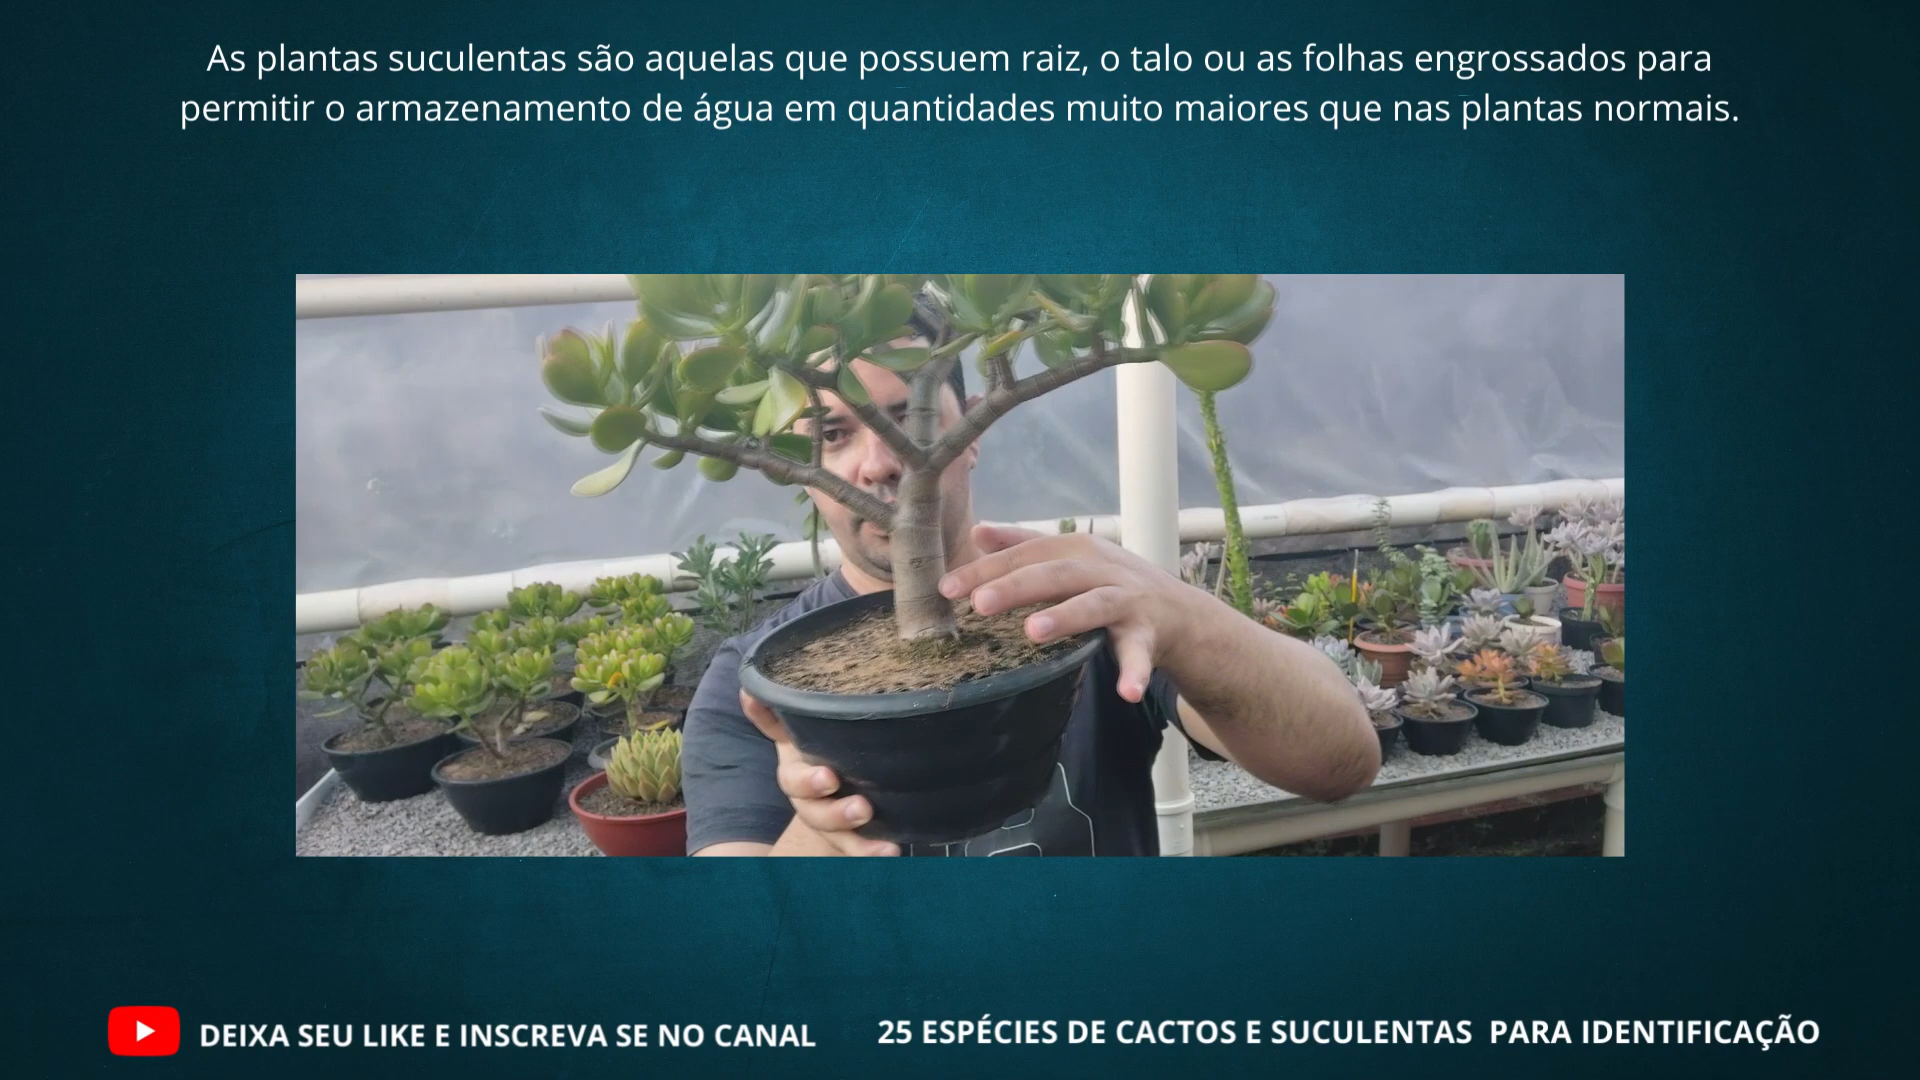 As plantas suculentas são aquelas que possuem raiz, o talo ou as folhas engrossados para
permitir o armazenamento de água em quantidades muito maiores que nas plantas normais.
DEIXA SEU LIKE E INSCREVA SE NO CANAL
25 ESPÉCIES DE CACTOS E SUCULENTAS PARA IDENTIFICAÇÃO